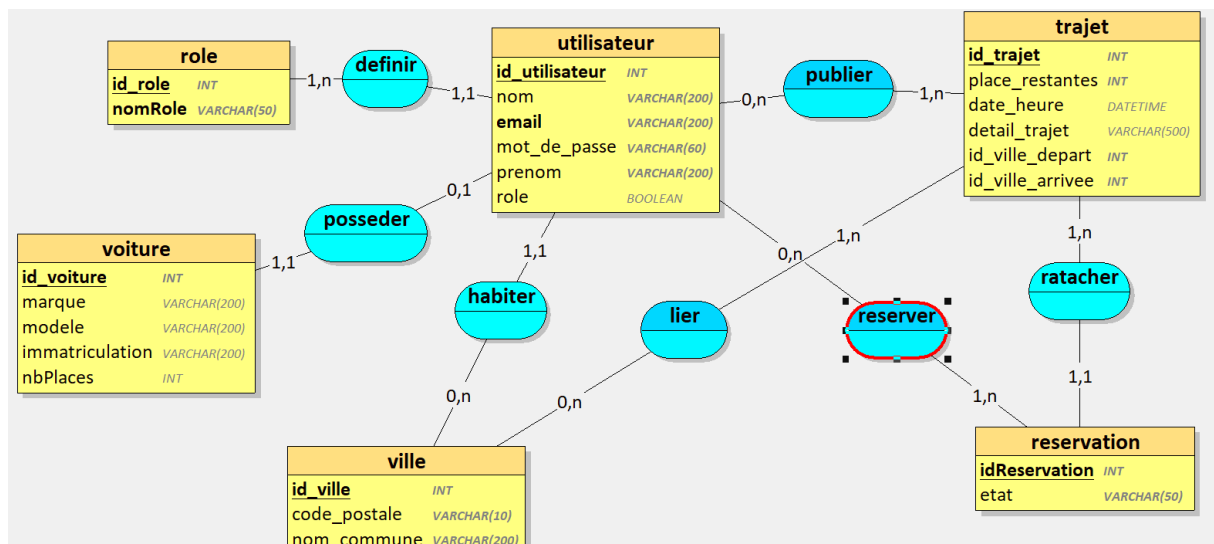 role
id_role INT
nomRole VARCHAR(50)
1,n
definir
1,1
utilisateur
id_utilisateur INT
nom VARCHAR(200)
email VARCHAR(200)
mot_de_passe VARCHAR(60)
prenom VARCHAR(200)
role BOOLEAN
0,n
publier
1,n
trajet
id_trajet INT
place_restantes INT
date_heure DATETIME
detail_trajet VARCHAR(500)
id_ville_depart INT
id_ville_arrivee INT
0,1
posseder
1,1
voiture
id_voiture INT
marque VARCHAR(200)
modele VARCHAR(200)
immatriculation VARCHAR(200)
nbPlaces INT
1,1
habiter
0,n
1,n
lier
0,n
0,n
reserver
1,n
1,n
ratacher
1,1
ville
id_ville INT
code_postale VARCHAR(10)
nom_commune VARCHAR(200)
reservation
idReservation INT
etat VARCHAR(50)